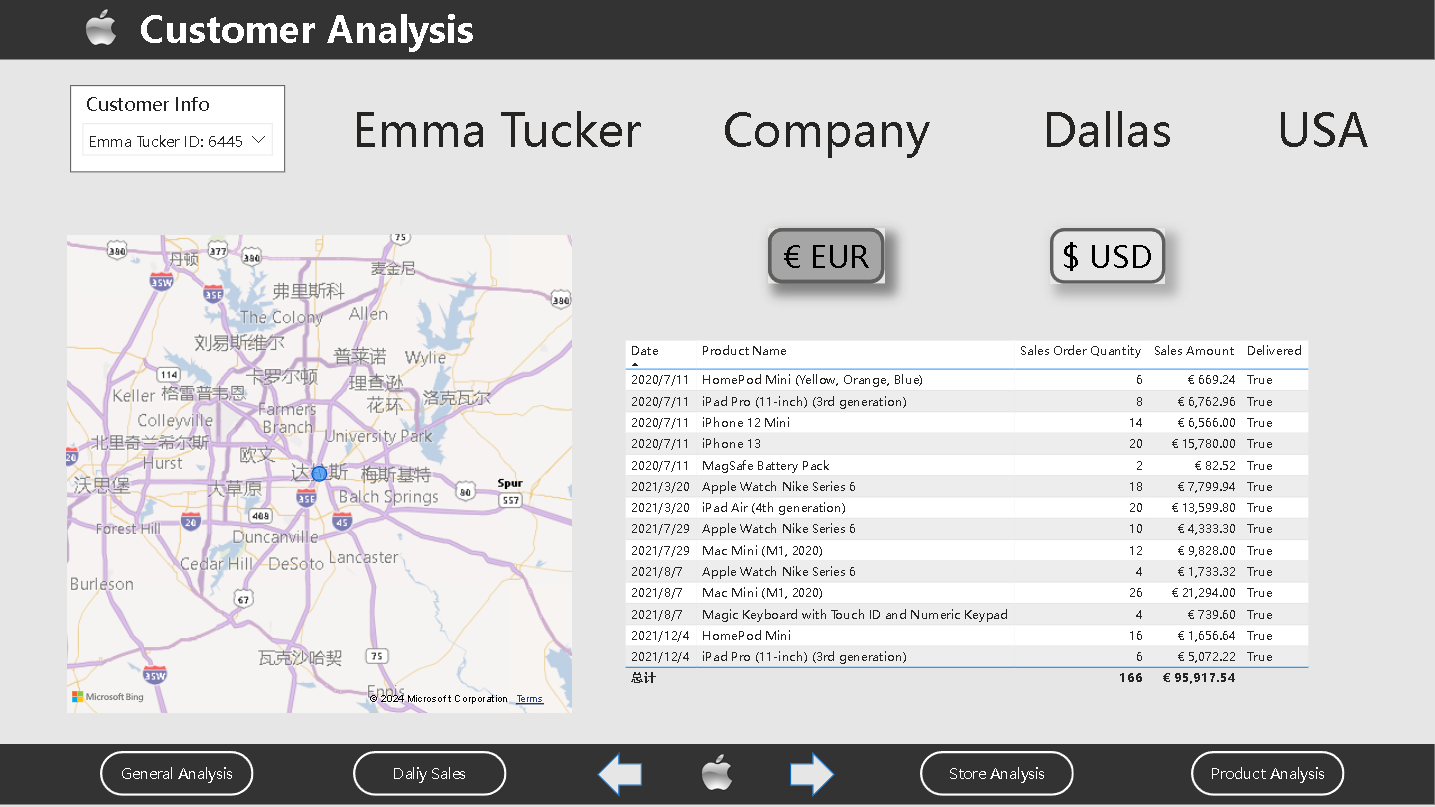 Customer Analysis
Customer Info
Emma Tucker ID: 6445
Emma Tucker
Company
Dallas
USA
€ EUR
$ USD
380
377
380
75
丹顿
麦金尼
35W
35E
弗里斯科
380
The Colony
Allen
刘易斯维尔
普莱诺
Wylie
114
卡罗尔顿
理查逊
Keller
格雷普韦恩
花环
洛克瓦尔
Colleyville
Farmers
Branch
University Park
北里奇兰希尔斯
Hurst
欧文
20
达拉斯
梅斯基特
沃思堡
大草原
35E
Balch Springs
80
Spur
557
Forest Hill
20
408
45
Duncanville
Cedar Hill
DeSoto
Lancaster
Burleson
67
瓦克沙哈契
75
35W
Ennis
Microsoft Bing
© 2024 Microsoft Corporation Terms
Date Product Name Sales Order Quantity Sales Amount Delivered
2020/7/11 HomePod Mini (Yellow, Orange, Blue) 6 € 669.24 True
2020/7/11 iPad Pro (11-inch) (3rd generation) 8 € 6,762.96 True
2020/7/11 iPhone 12 Mini 14 € 6,566.00 True
2020/7/11 iPhone 13 20 € 15,780.00 True
2020/7/11 MagSafe Battery Pack 2 € 82.52 True
2021/3/20 Apple Watch Nike Series 6 18 € 7,799.94 True
2021/3/20 iPad Air (4th generation) 20 € 13,599.80 True
2021/7/29 Apple Watch Nike Series 6 10 € 4,333.30 True
2021/7/29 Mac Mini (M1, 2020) 12 € 9,828.00 True
2021/8/7 Apple Watch Nike Series 6 4 € 1,733.32 True
2021/8/7 Mac Mini (M1, 2020) 26 € 21,294.00 True
2021/8/7 Magic Keyboard with Touch ID and Numeric Keypad 4 € 739.60 True
2021/12/4 HomePod Mini 16 € 1,656.64 True
2021/12/4 iPad Pro (11-inch) (3rd generation) 6 € 5,072.22 True
总计 166 € 95,917.54
General Analysis
Daliy Sales
Store Analysis
Product Analysis